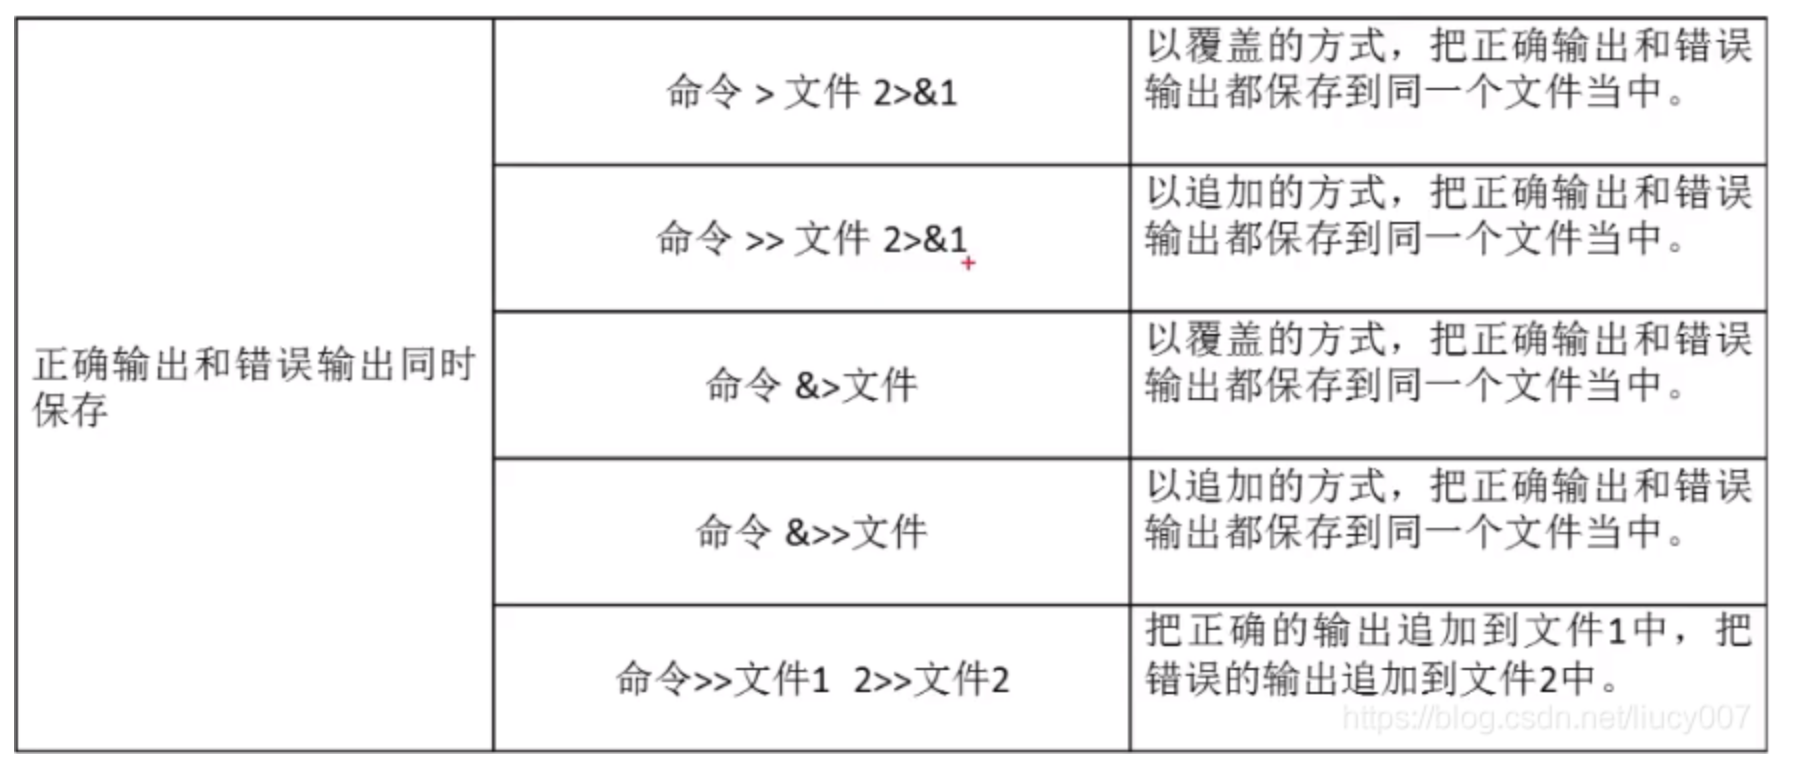 正确输出和错误输出同时
保存
命令 > 文件 2>&1
以覆盖的方式，把正确输出和错误
输出都保存到同一个文件当中。
命令 >> 文件 2>&1
以追加的方式，把正确输出和错误
输出都保存到同一个文件当中。
命令 &>文件
以覆盖的方式，把正确输出和错误
输出都保存到同一个文件当中。
命令 &>>文件
以追加的方式，把正确输出和错误
输出都保存到同一个文件当中。
命令>>文件1 2>>文件2
把正确的输出追加到文件1中，把
错误的输出追加到文件2中。
https://blog.csdn.net/liucy007